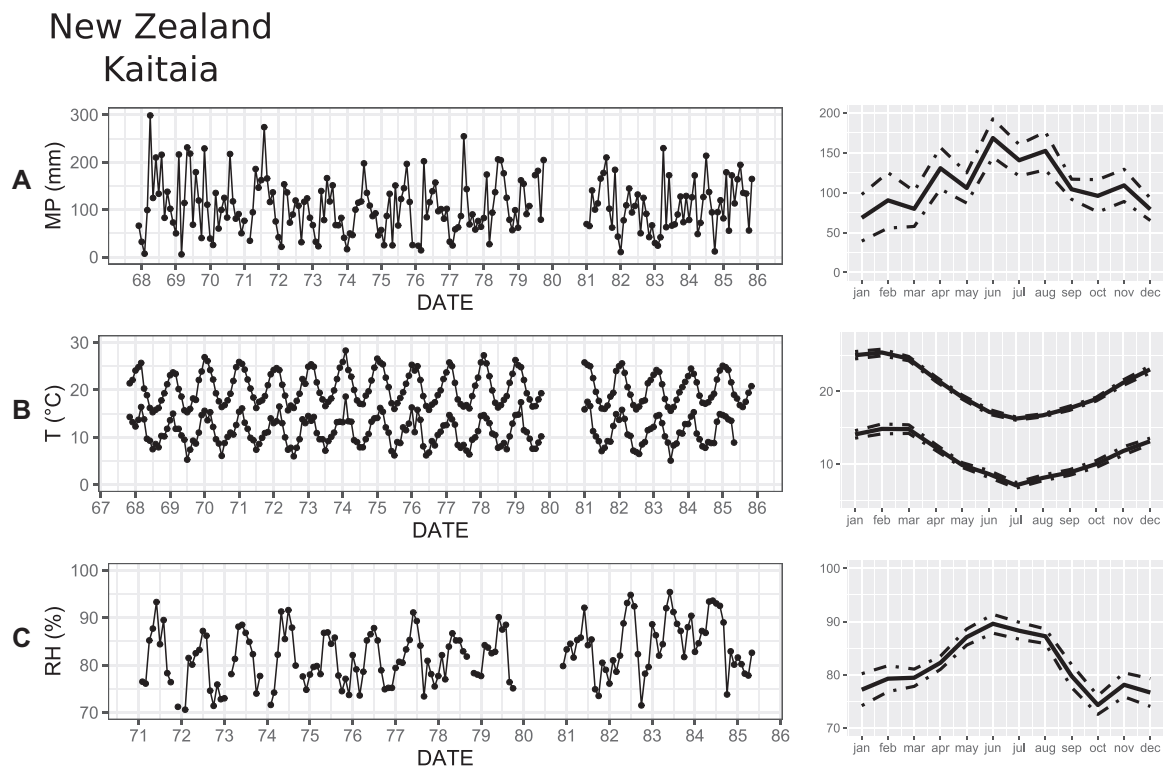 New Zealand
Kaitaia
A
MP (mm)
300
200
100
0
68 69 70 71 72 73 74 75 76 77 78 79 80 81 82 83 84 85 86
DATE
200
150
100
50
0
jan feb mar apr may jun jul aug sep oct nov dec
B
T (°C)
30
20
10
0
67 68 69 70 71 72 73 74 75 76 77 78 79 80 81 82 83 84 85 86
DATE
20
10
jan feb mar apr may jun jul aug sep oct nov dec
C
RH (%)
100
90
80
70
71 72 73 74 75 76 77 78 79 80 81 82 83 84 85 86
DATE
100
90
80
70
jan feb mar apr may jun jul aug sep oct nov dec